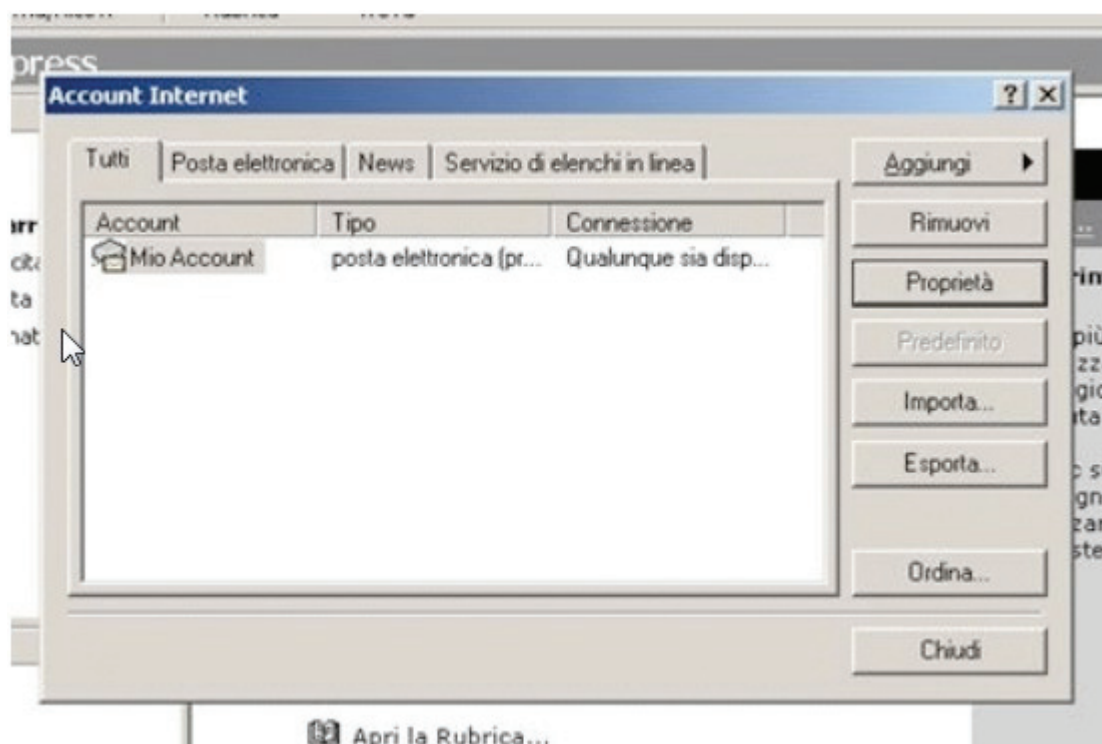 press
Account Internet
Tutti
Posta elettronica
News
Servizio di elenchi in linea
Account
Tipo
Connessione
Mio Account
posta elettronica (pr...
Qualunque sia disp...
Aggiungi
Rimuovi
Proprietà
Predefinito
Importa...
Esporta...
Ordina...
Chiudi
più
Apri la Rubrica...